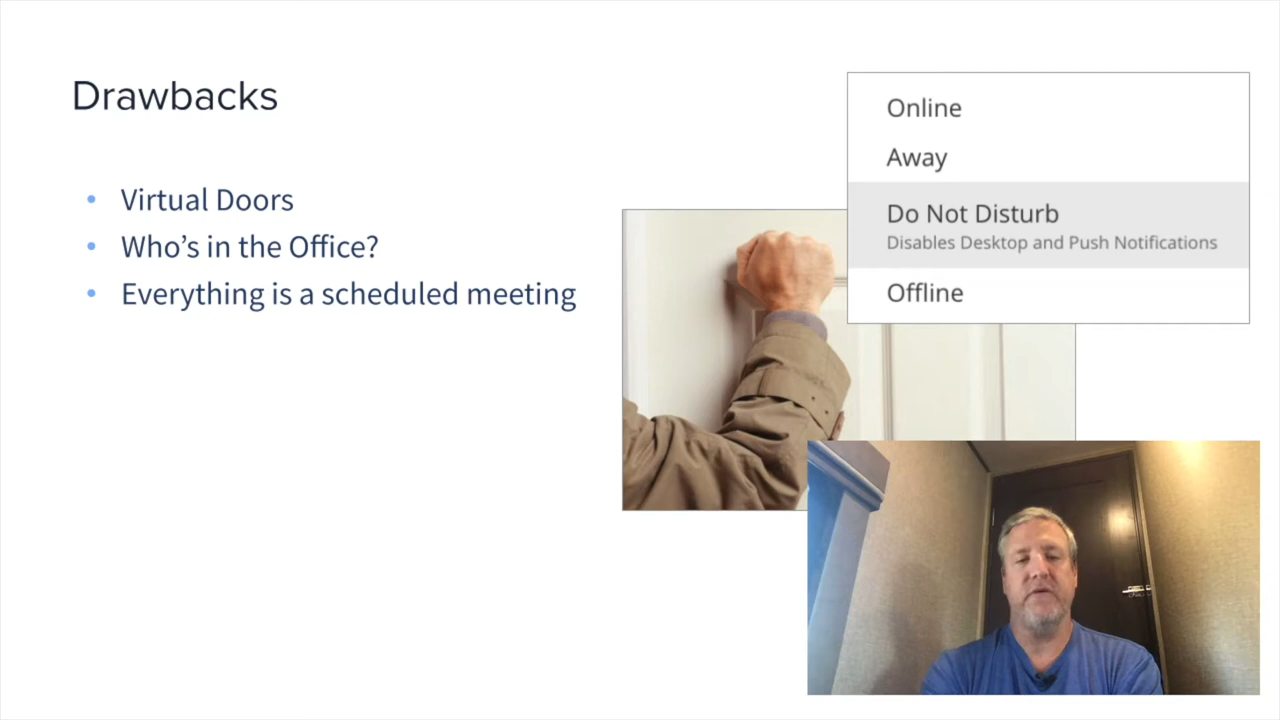 Drawbacks
Virtual Doors
Who's in the Office?
Everything is a scheduled meeting
Online
Away
Do Not Disturb
Disables Desktop and Push Notifications
Offline